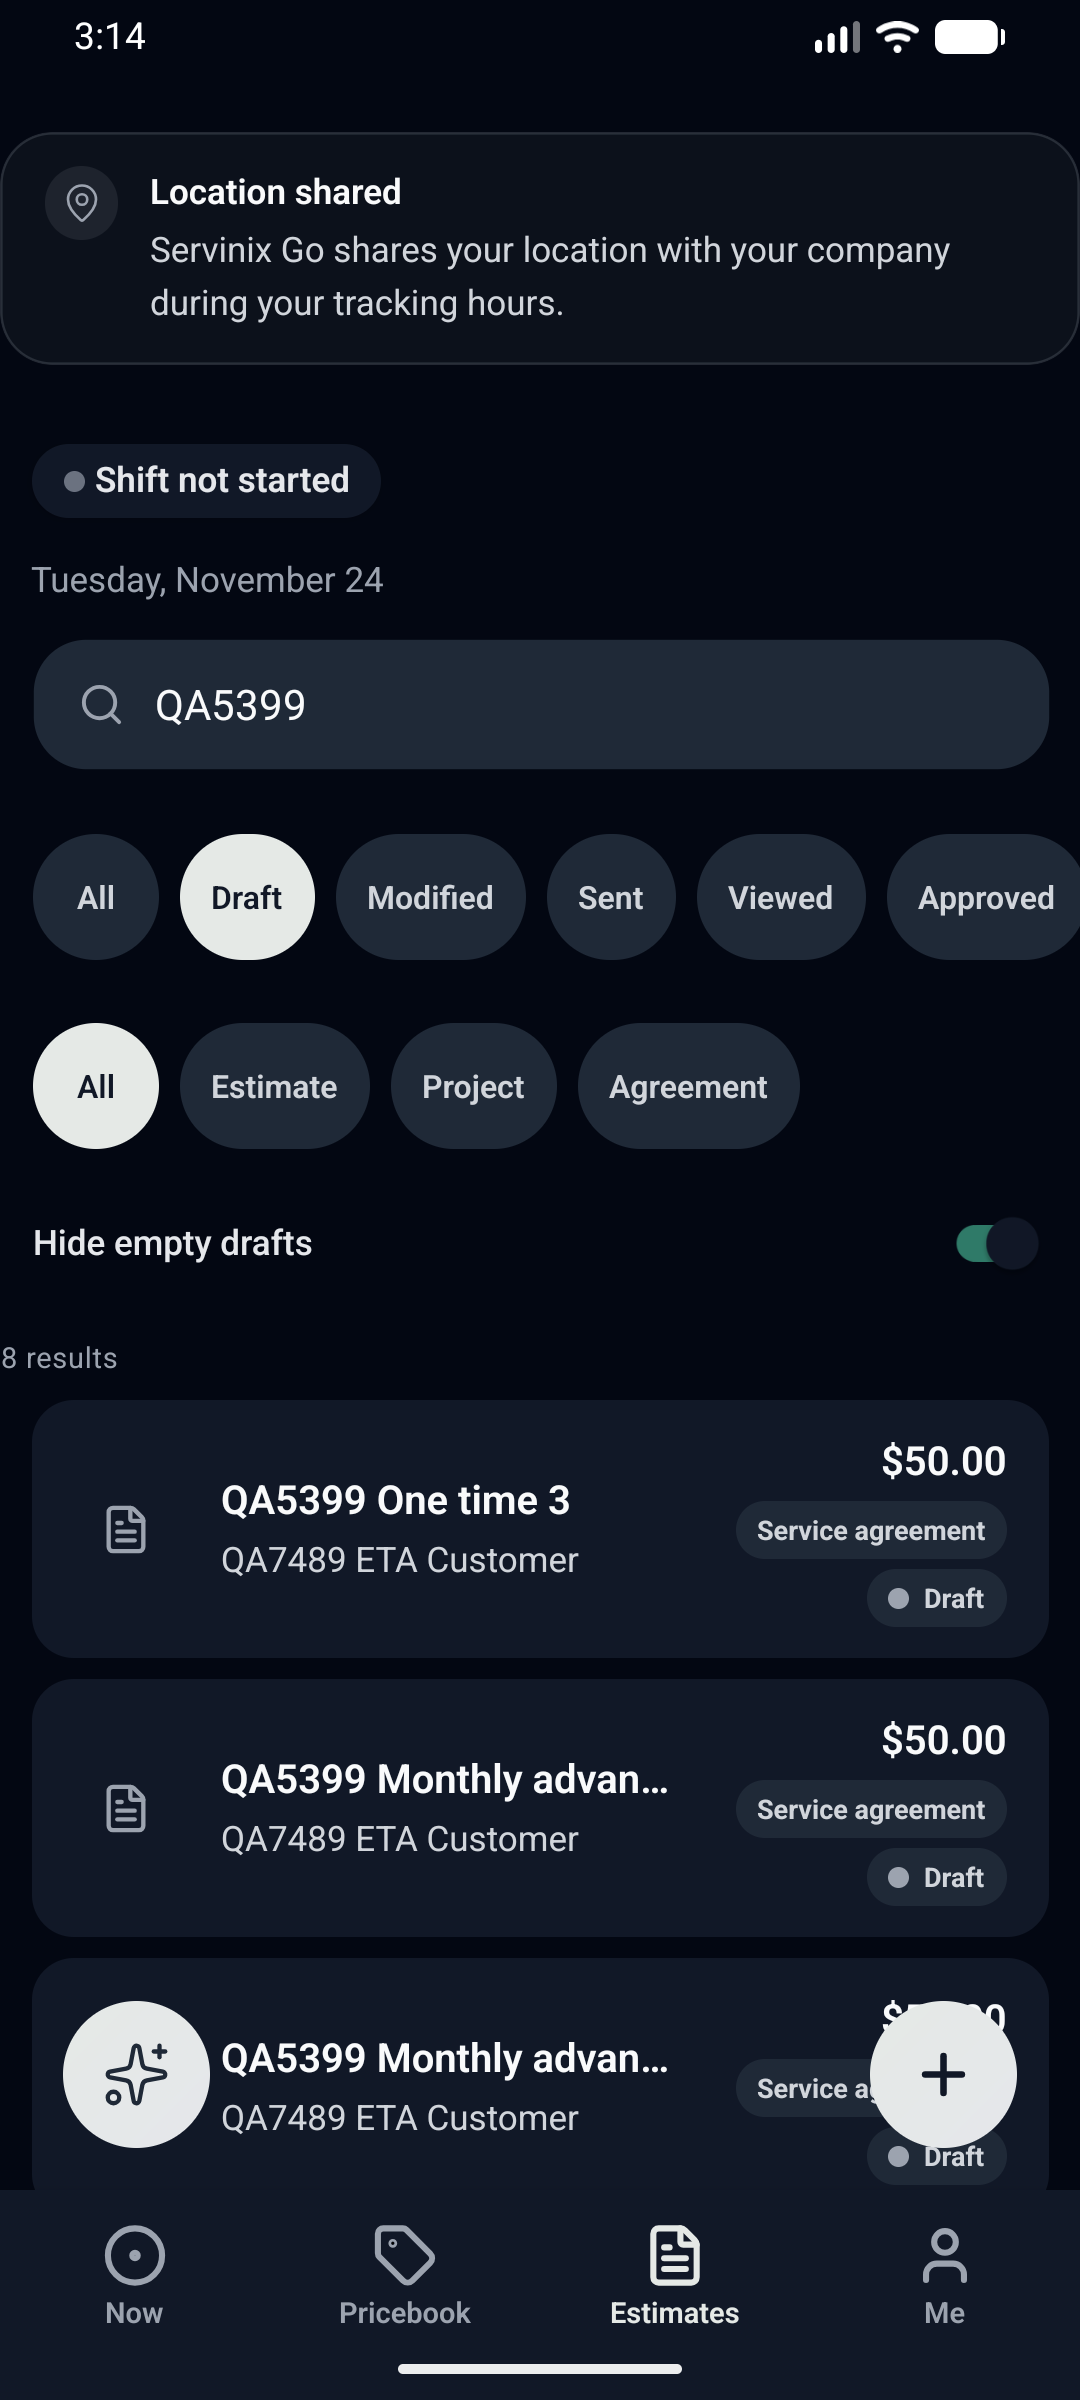 3:14
Location shared
Servinix Go shares your location with your company
during your tracking hours.
Shift not started
Tuesday, November 24
QA5399
All Draft Modified Sent Viewed Approved
All Estimate Project Agreement
Hide empty drafts
8 results
$50.00
QA5399 One time 3
Service agreement
QA7489 ETA Customer
Draft
$50.00
QA5399 Monthly advan...
Service agreement
QA7489 ETA Customer
Draft
QA5399 Monthly advan...
Service
QA7489 ETA Customer
Draft
Now Pricebook Estimates Me